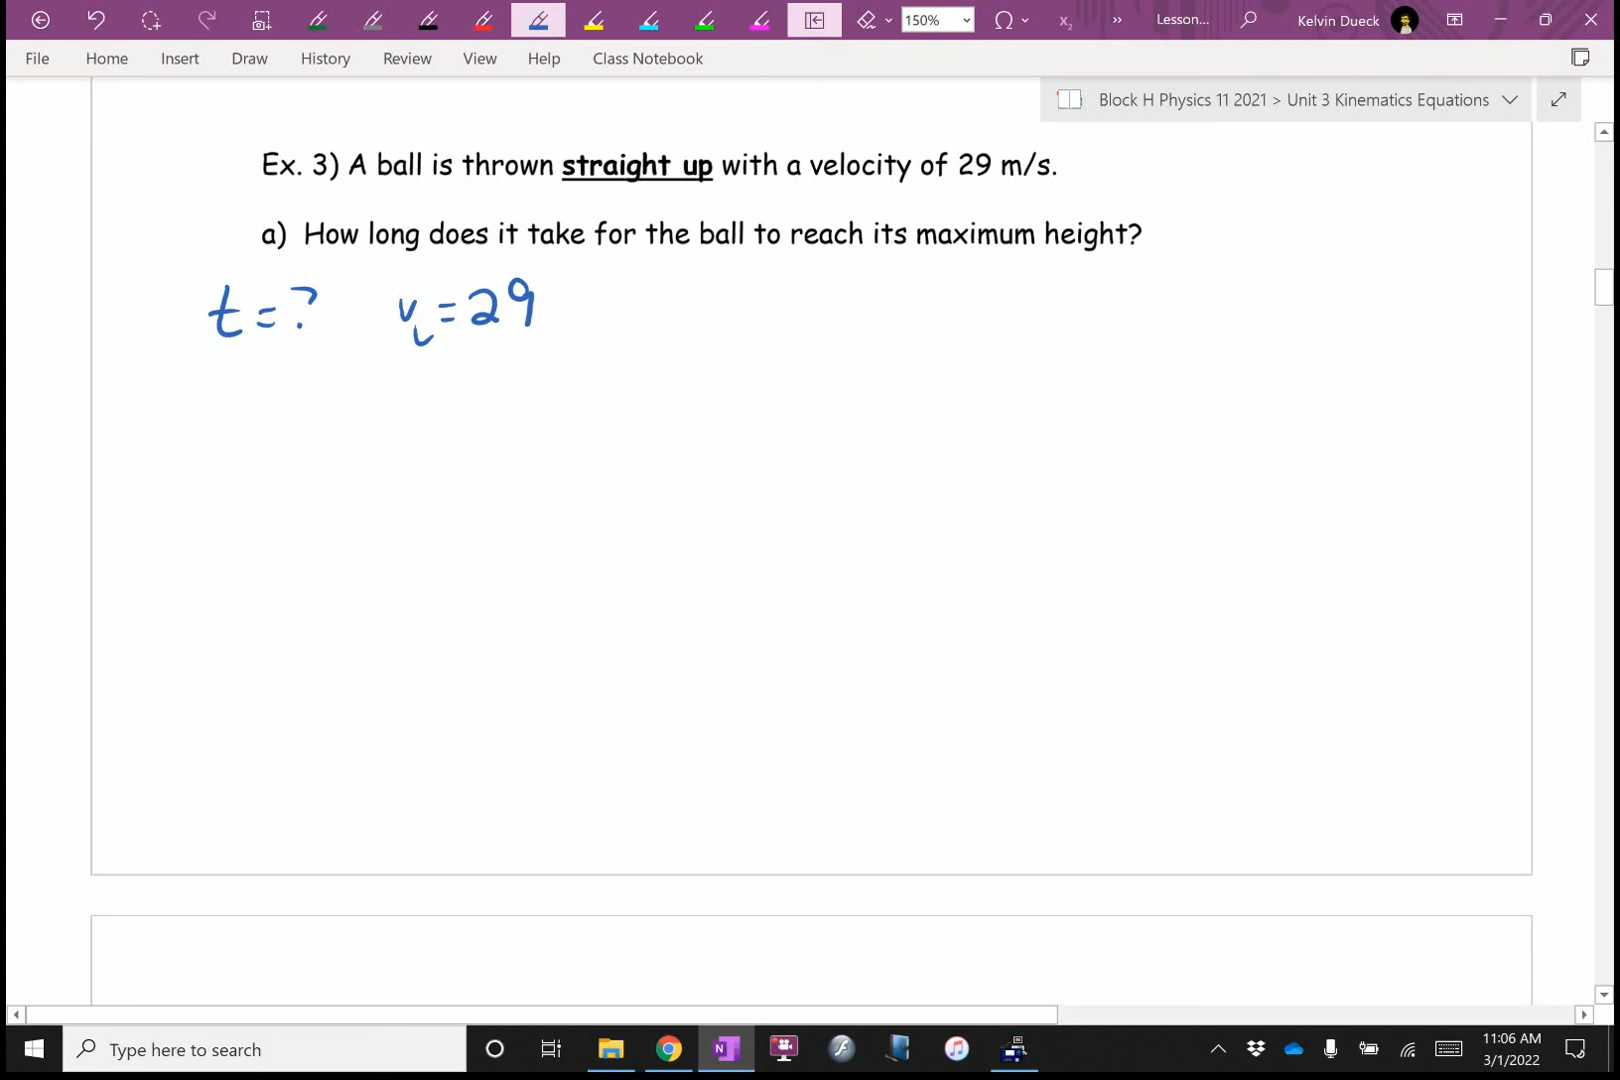 150%
Ω
x₂
»
Lesson...
Kelvin Dueck
File Home Insert Draw History Review View Help Class Notebook
Block H Physics 11 2021 > Unit 3 Kinematics Equations
Ex. 3) A ball is thrown straight up with a velocity of 29 m/s.
a) How long does it take for the ball to reach its maximum height?
t = ? vᵢ = 29
Type here to search
N
11:06 AM
3/1/2022